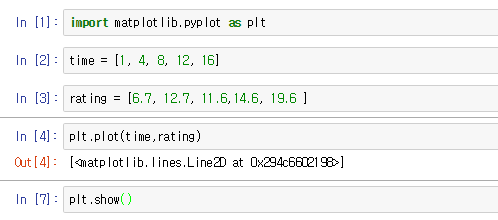 In [1]: import matplotlib.pyplot as plt
In [2]: time = [1, 4, 8, 12, 16]
In [3]: rating = [6.7, 12.7, 11.6,14.6, 19.6 ]
In [4]: plt.plot(time,rating)
Out[4]: [<matplotlib.lines.Line2D at 0x294c6602198>]
In [7]: plt.show()